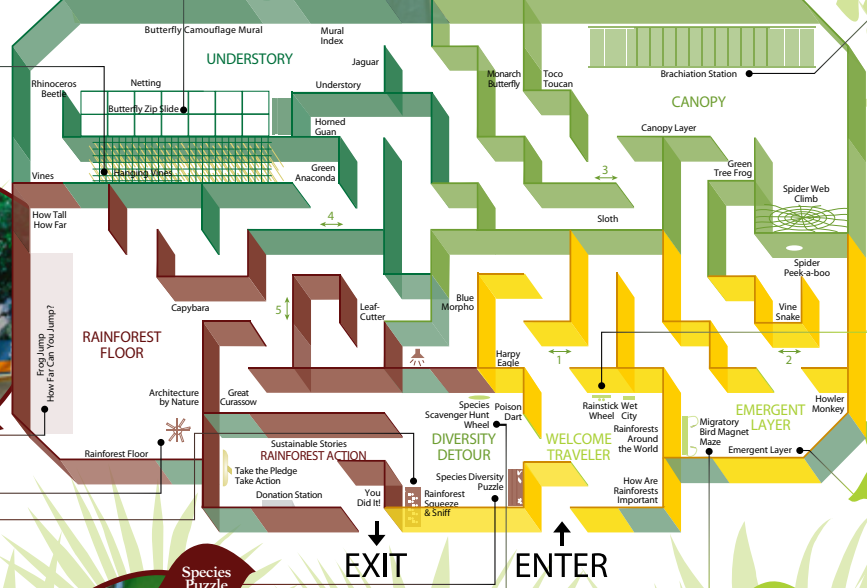 Butterfly Camouflage Mural
Mural
Index
UNDERSTORY
Jaguar
Monarch
Butterfly
Toco
Toucan
Brachiation Station
CANOPY
Rhinoceros
Beetle
Netting
Understory
Butterfly Zip Slide
Horned
Guan
Canopy Layer
Hanging Vines
Green
Anaconda
Green
Tree Frog
Vines
3
Spider Web
Climb
How Tall
How Far
4
Sloth
Spider
Peek-a-boo
Capybara
5
Leaf-
Cutter
Blue
Morpho
Vine
Snake
Frog Jump
How Far Can You Jump?
RAINFOREST
FLOOR
1
2
Harpy
Eagle
Architecture
by Nature
Great
Curassow
Species
Scavenger Hunt
Wheel
Poison
Dart
Rainstick
Wheel
Wet
City
Howler
Monkey
EMERGENT
LAYER
Migratory
Bird Magnet
Maze
Emergent Layer
DIVERSITY
DETOUR
WELCOME
TRAVELER
Rainforests
Around
the World
Sustainable Stories
RAINFOREST ACTION
Rainforest Floor
Take the Pledge
Take Action
Species Diversity
Puzzle
How Are
Rainforests
Important
Donation Station
You
Did It!
Rainforest
Squeeze
& Sniff
EXIT
ENTER
Species
Puzzle